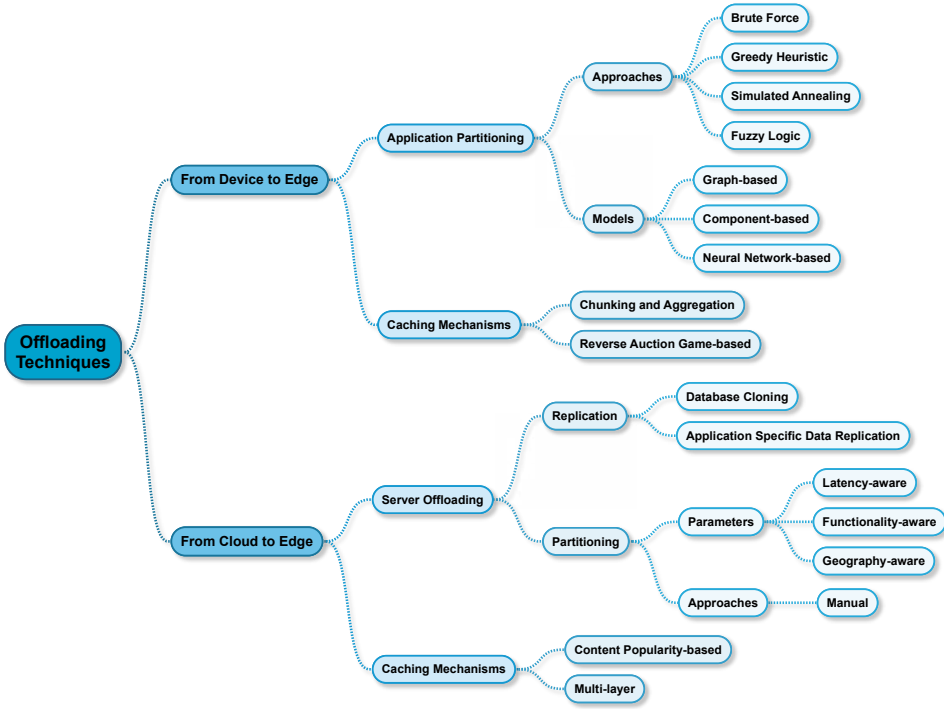 Offloading
Techniques
From Device to Edge
Application Partitioning
Approaches
Brute Force
Greedy Heuristic
Simulated Annealing
Fuzzy Logic
Models
Graph-based
Component-based
Neural Network-based
Caching Mechanisms
Chunking and Aggregation
Reverse Auction Game-based
From Cloud to Edge
Server Offloading
Replication
Database Cloning
Application Specific Data Replication
Partitioning
Parameters
Latency-aware
Functionality-aware
Geography-aware
Approaches
Manual
Caching Mechanisms
Content Popularity-based
Multi-layer